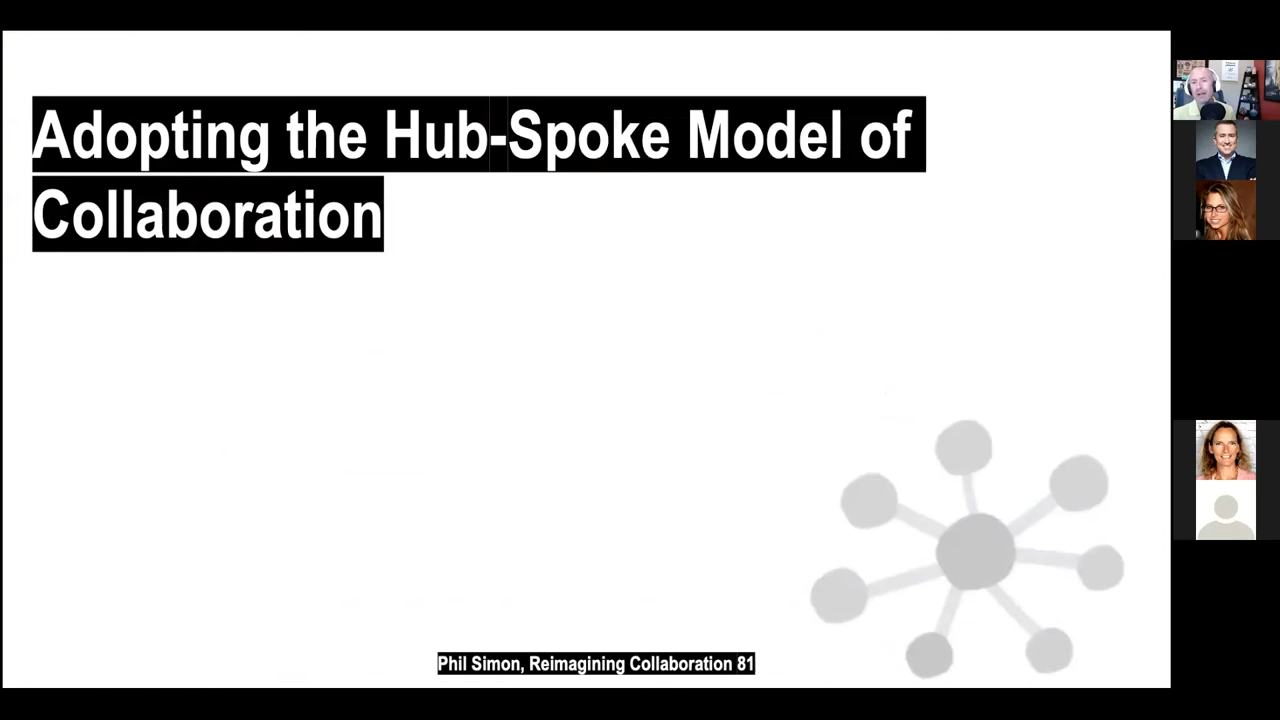 Adopting the Hub-Spoke Model of
Collaboration
Phil Simon, Reimagining Collaboration 81